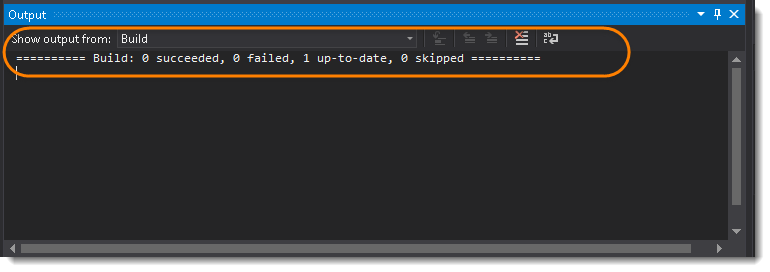 Output
Show output from: Build
========== Build: 0 succeeded, 0 failed, 1 up-to-date, 0 skipped ==========